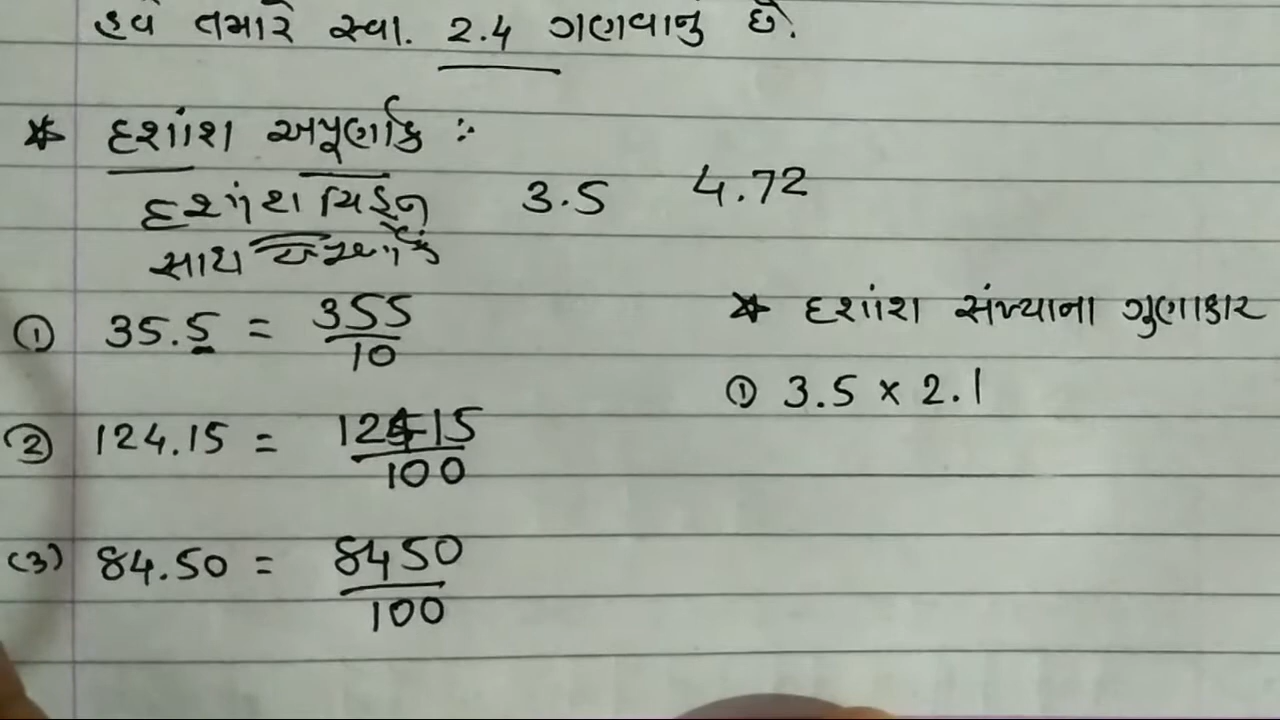 હવે તમારે સ્વા. 2.4 ગણવાનું છે.
* દશાંશ અપૂર્ણાંક :-
દશાંશ ચિહ્ન 3.5 4.72
સાથે અપૂર્ણાંક
① 35.5 = 355/10
② 124.15 = 12415/100
(3) 84.50 = 8450/100
* દશાંશ સંખ્યાના ગુણાકાર
① 3.5 × 2.1